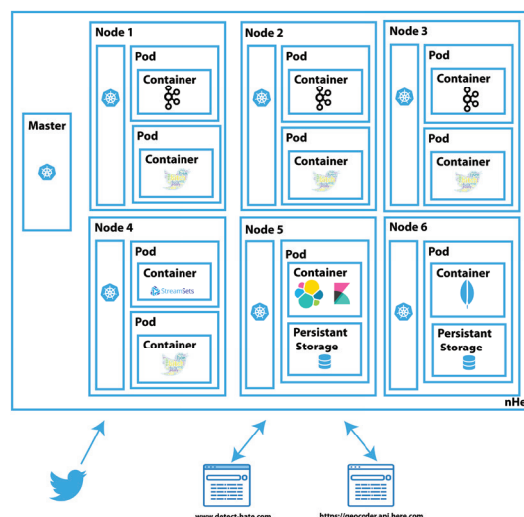 Node 1
Node 2
Node 3
Pod
Pod
Pod
Container
Container
Container
Master
Pod
Pod
Pod
Container
Container
Container
Node 4
Node 5
Node 6
Pod
Pod
Pod
Container
Container
Container
StreamSets
Pod
Container
Persistant
Storage
Persistant
Storage
nHe
www.detect-hate.com
https://geocoder.api.here.com